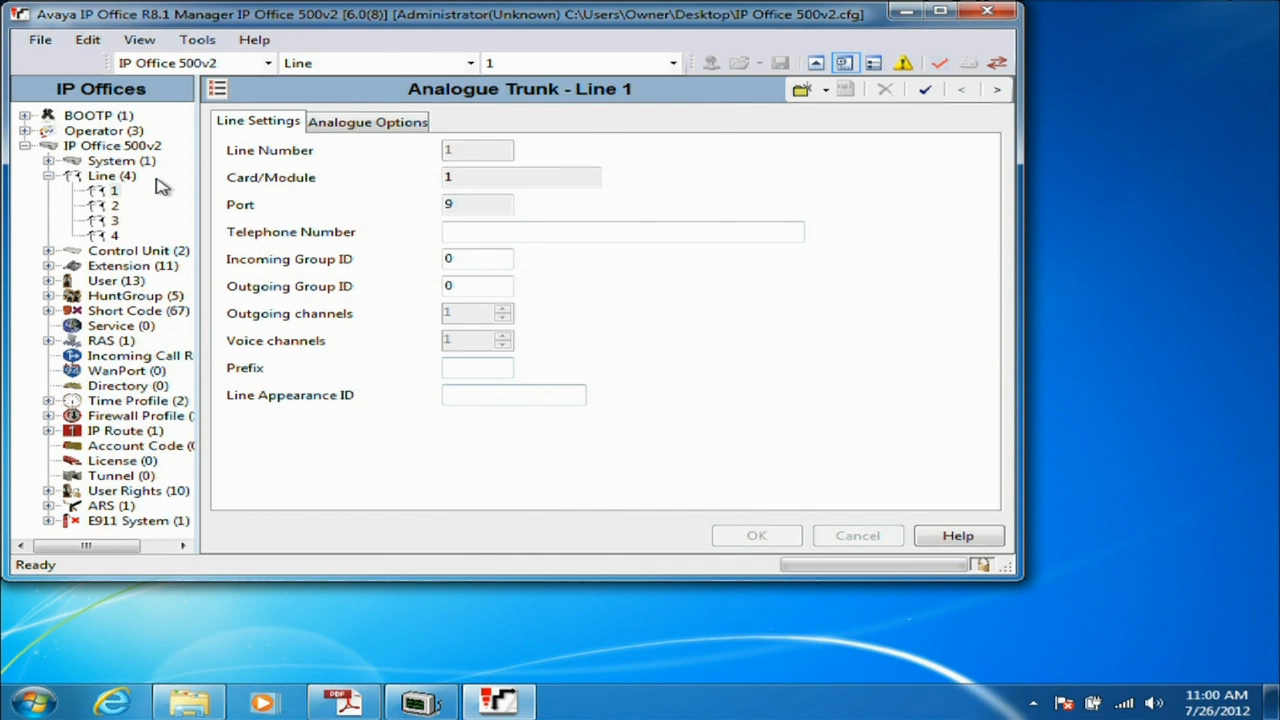 Avaya IP Office R8.1 Manager IP Office 500v2 [6.0(8)] [Administrator(Unknown) C:\Users\Owner\Desktop\IP Office 500v2.cfg]
File Edit View Tools Help
IP Office 500v2 Line 1
IP Offices
Analogue Trunk - Line 1
BOOTP (1)
Operator (3)
IP Office 500v2
System (1)
Line (4)
1
2
3
4
Control Unit (2)
Extension (11)
User (13)
HuntGroup (5)
Short Code (67)
Service (0)
RAS (1)
Incoming Call R
WanPort (0)
Directory (0)
Time Profile (2)
Firewall Profile (
IP Route (1)
Account Code (0
License (0)
Tunnel (0)
User Rights (10)
ARS (1)
E911 System (1)
Line Settings Analogue Options
Line Number 1
Card/Module 1
Port 9
Telephone Number
Incoming Group ID 0
Outgoing Group ID 0
Outgoing channels 1
Voice channels 1
Prefix
Line Appearance ID
OK Cancel Help
Ready
PDF
11:00 AM
7/26/2012